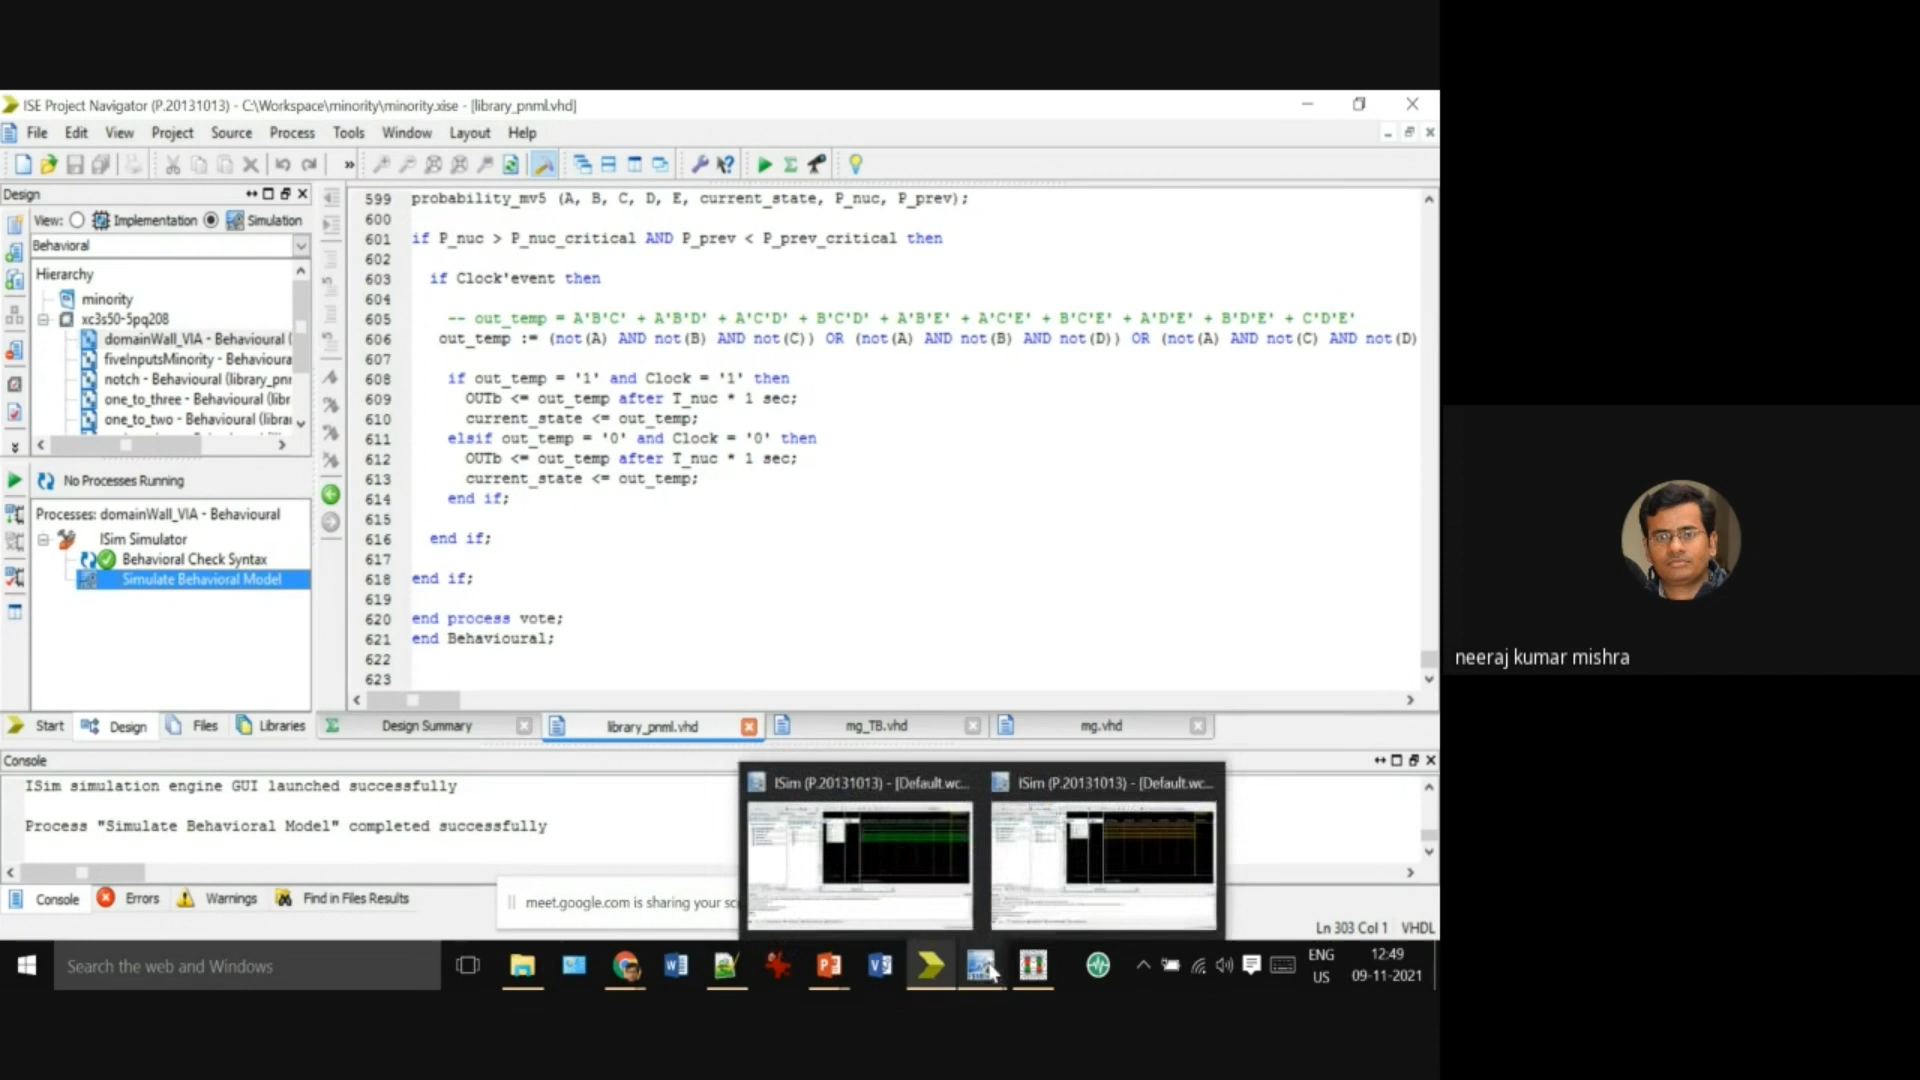 ISE Project Navigator (P.20131013) - C:\Workspace\minority\minority.xise - [library_pnml.vhd]
File Edit View Project Source Process Tools Window Layout Help
Design
View: Implementation Simulation
Behavioral
Hierarchy
minority
xc3s50-5pq208
domainWall_VIA - Behavioural (
fiveInputsMinority - Behavioura
notch - Behavioural (library_pnr
one_to_three - Behavioural (libr
one_to_two - Behavioural (librar
No Processes Running
Processes: domainWall_VIA - Behavioural
ISim Simulator
Behavioral Check Syntax
Simulate Behavioral Model
599 probability_mv5 (A, B, C, D, E, current_state, P_nuc, P_prev);
600
601 if P_nuc > P_nuc_critical AND P_prev < P_prev_critical then
602
603 if Clock'event then
604
605 -- out_temp = A'B'C' + A'B'D' + A'C'D' + B'C'D' + A'B'E' + A'C'E' + B'C'E' + A'D'E' + B'D'E' + C'D'E'
606 out_temp := (not(A) AND not(B) AND not(C)) OR (not(A) AND not(B) AND not(D)) OR (not(A) AND not(C) AND not(D)
607
608 if out_temp = '1' and Clock = '1' then
609 OUTb <= out_temp after T_nuc * 1 sec;
610 current_state <= out_temp;
611 elsif out_temp = '0' and Clock = '0' then
612 OUTb <= out_temp after T_nuc * 1 sec;
613 current_state <= out_temp;
614 end if;
615
616 end if;
617
618 end if;
619
620 end process vote;
621 end Behavioural;
622
623
Start Design Files Libraries
Design Summary library_pnml.vhd mg_TB.vhd mg.vhd
Console
ISim simulation engine GUI launched successfully
Process "Simulate Behavioral Model" completed successfully
Console Errors Warnings Find in Files Results
ISim (P.20131013) - [Default.wc...
ISim (P.20131013) - [Default.wc...
meet.google.com is sharing your sc
Ln 303 Col 1 VHDL
Search the web and Windows
ENG
US
12:49
09-11-2021
neeraj kumar mishra